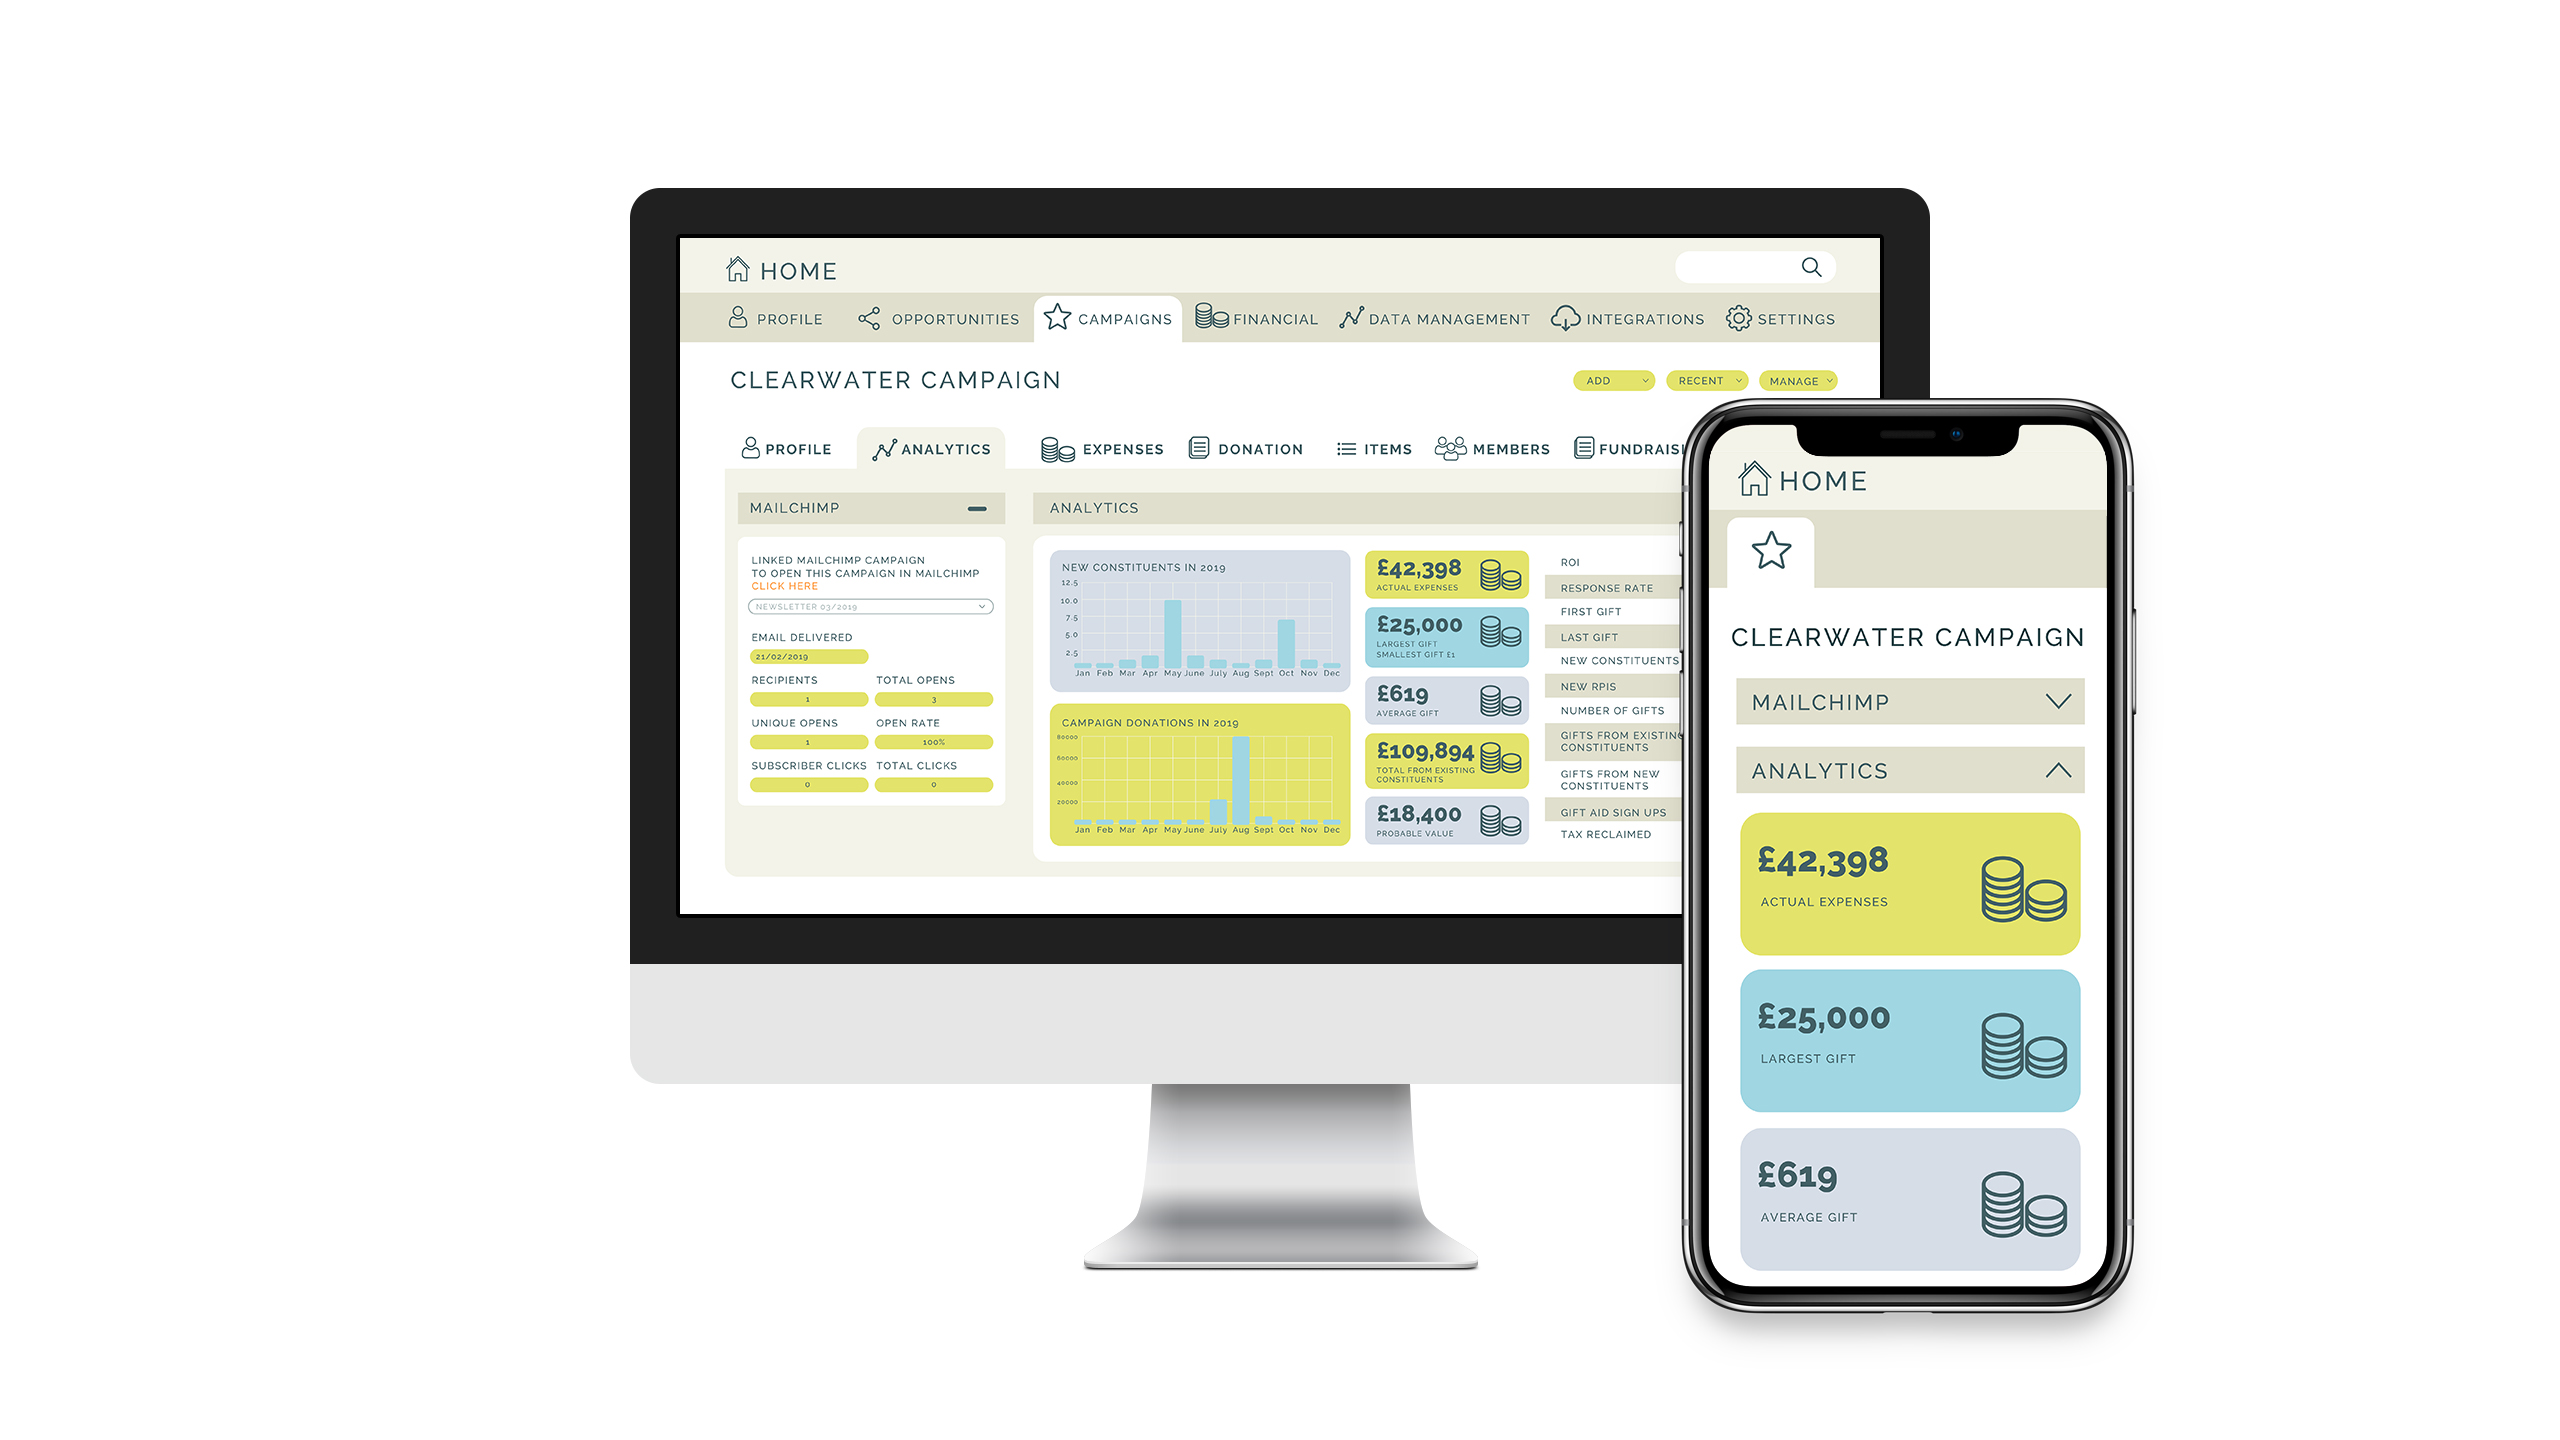 HOME
PROFILE
OPPORTUNITIES
CAMPAIGNS
FINANCIAL
DATA MANAGEMENT
INTEGRATIONS
SETTINGS
CLEARWATER CAMPAIGN
ADD
RECENT
MANAGE
PROFILE
ANALYTICS
EXPENSES
DONATION
ITEMS
MEMBERS
FUNDRAIS
MAILCHIMP
LINKED MAILCHIMP CAMPAIGN
TO OPEN THIS CAMPAIGN IN MAILCHIMP
CLICK HERE
NEWSLETTER 03/2019
EMAIL DELIVERED
21/02/2019
RECIPIENTS
TOTAL OPENS
1
3
UNIQUE OPENS
OPEN RATE
1
100%
SUBSCRIBER CLICKS
TOTAL CLICKS
0
0
ANALYTICS
NEW CONSTITUENTS IN 2019
12.5
10.0
7.5
5.0
2.5
Jan Feb Mar Apr May June July Aug Sept Oct Nov Dec
CAMPAIGN DONATIONS IN 2019
80000
60000
40000
20000
Jan Feb Mar Apr May June July Aug Sept Oct Nov Dec
£42,398
ACTUAL EXPENSES
£25,000
LARGEST GIFT
SMALLEST GIFT £1
£619
AVERAGE GIFT
£109,894
TOTAL FROM EXISTING
CONSTITUENTS
£18,400
PROBABLE VALUE
ROI
RESPONSE RATE
FIRST GIFT
LAST GIFT
NEW CONSTITUENTS
NEW RPIS
NUMBER OF GIFTS
GIFTS FROM EXISTING
CONSTITUENTS
GIFTS FROM NEW
CONSTITUENTS
GIFT AID SIGN UPS
TAX RECLAIMED
HOME
CLEARWATER CAMPAIGN
MAILCHIMP
ANALYTICS
£42,398
ACTUAL EXPENSES
£25,000
LARGEST GIFT
£619
AVERAGE GIFT